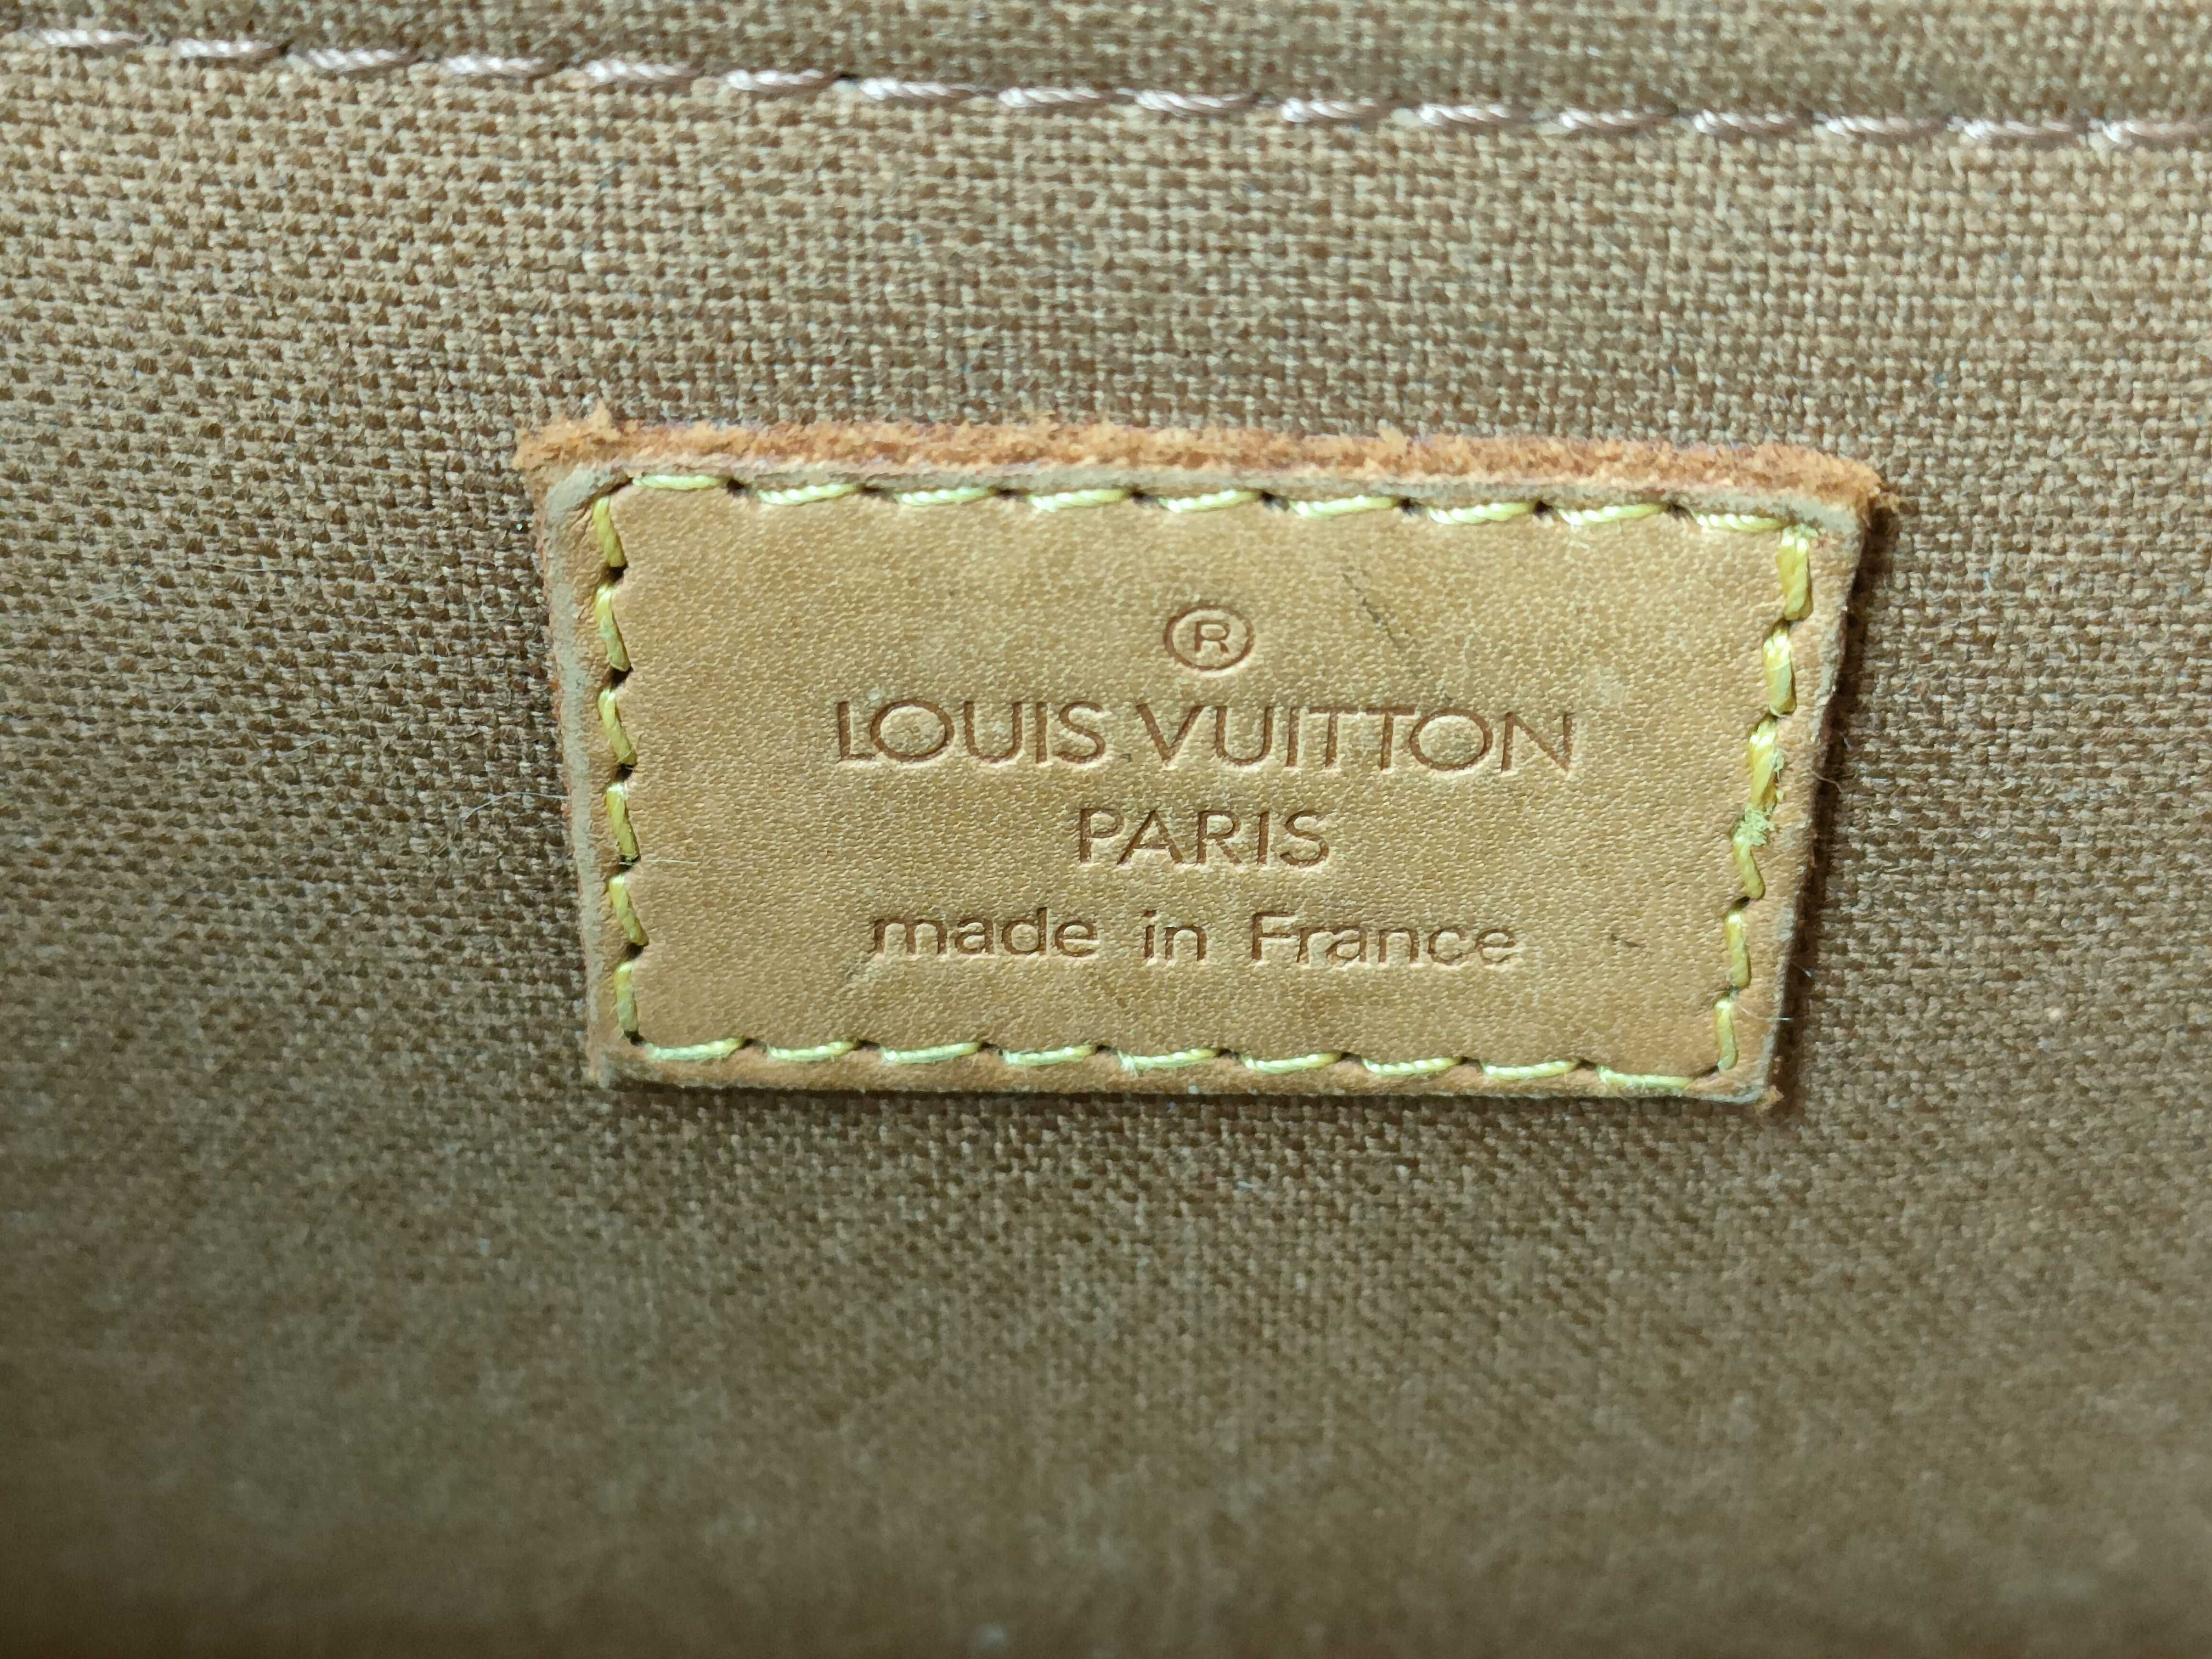 ®
LOUIS VUITTON
PARIS
made in France